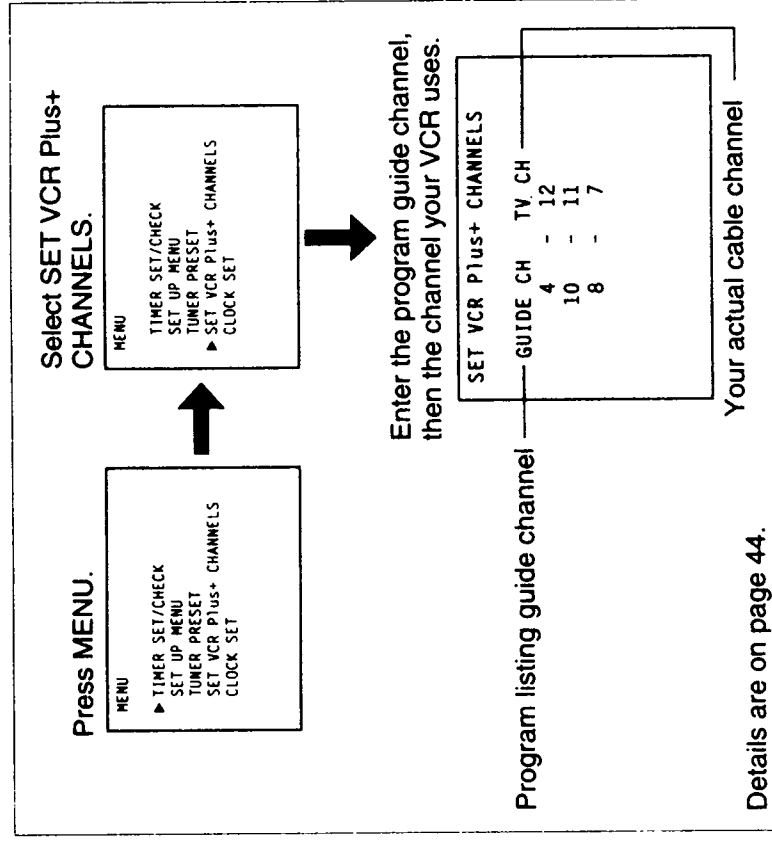 Press MENU.
MENU
▶ TIMER SET/CHECK
SET UP MENU
TUNER PRESET
SET VCR Plus+ CHANNELS
CLOCK SET
Select SET VCR Plus+
CHANNELS.
MENU
TIMER SET/CHECK
SET UP MENU
TUNER PRESET
▶ SET VCR Plus+ CHANNELS
CLOCK SET
Enter the program guide channel,
then the channel your VCR uses.
SET VCR Plus+ CHANNELS
GUIDE CH TV CH
4 - 12
10 - 11
8 - 7
Program listing guide channel
Your actual cable channel
Details are on page 44.